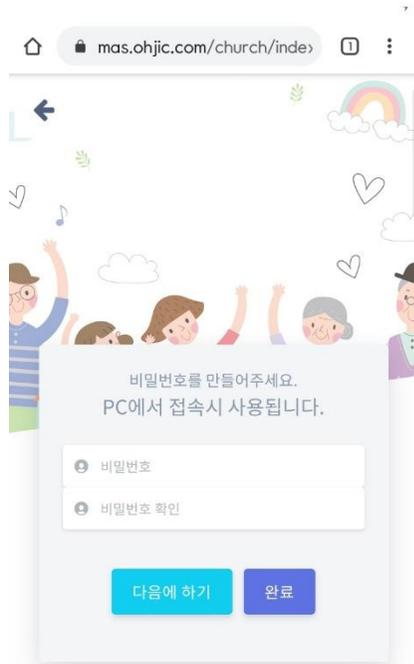 mas.ohjic.com/church/inde
1
비밀번호를 만들어주세요.
PC에서 접속시 사용됩니다.
비밀번호
비밀번호 확인
다음에 하기
완료